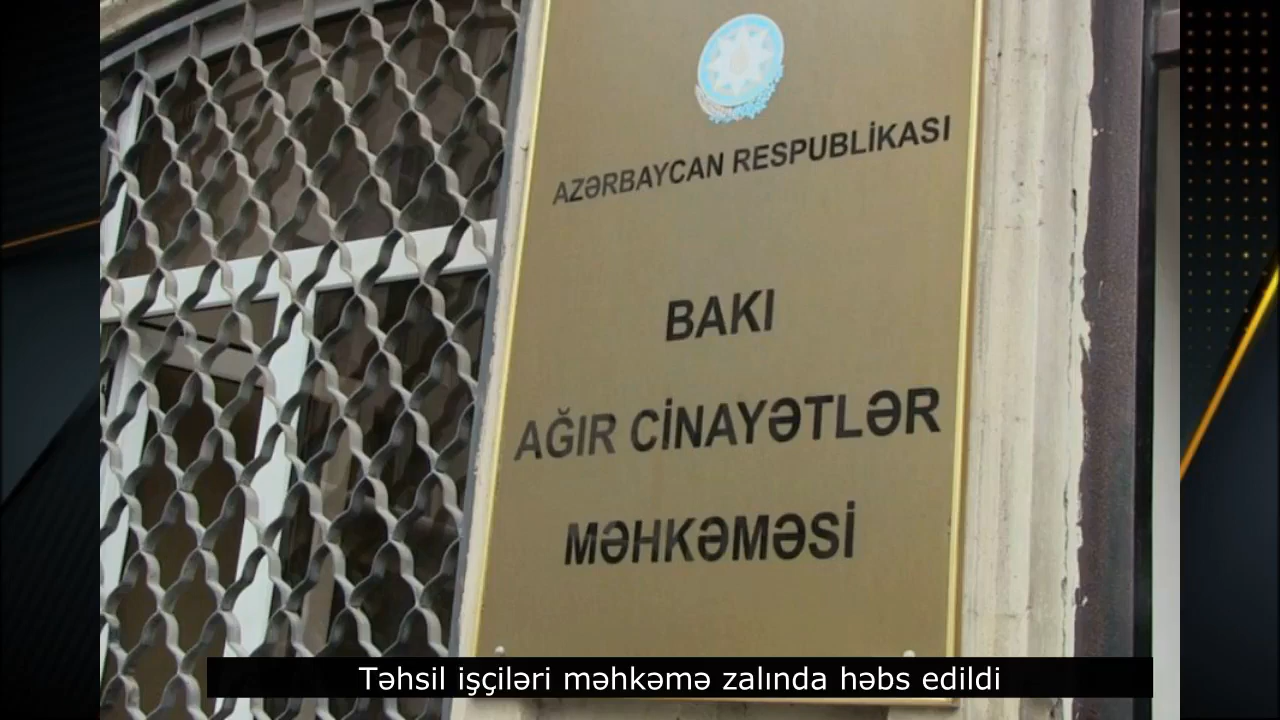 AZƏRBAYCAN RESPUBLİKASI
BAKI
AĞIR CİNAYƏTLƏR
MƏHKƏMƏSİ
Təhsil işçiləri məhkəmə zalında həbs edildi